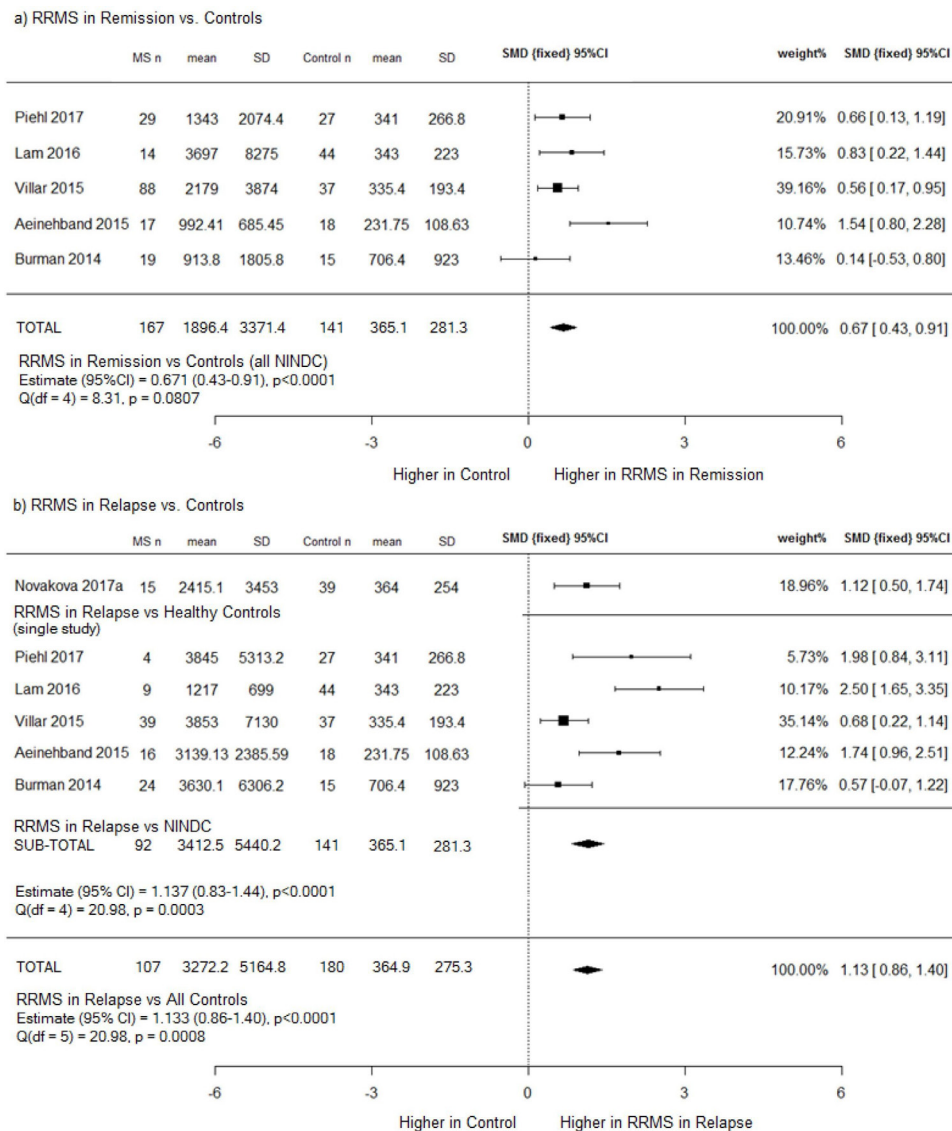 a) RRMS in Remission vs. Controls
MS n mean SD Control n mean SD SMD {fixed} 95%CI weight% SMD {fixed} 95%CI
Piehl 2017 29 1343 2074.4 27 341 266.8 20.91% 0.66 [ 0.13, 1.19]
Lam 2016 14 3697 8275 44 343 223 15.73% 0.83 [ 0.22, 1.44]
Villar 2015 88 2179 3874 37 335.4 193.4 39.16% 0.56 [ 0.17, 0.95]
Aeinehband 2015 17 992.41 685.45 18 231.75 108.63 10.74% 1.54 [ 0.80, 2.28]
Burman 2014 19 913.8 1805.8 15 706.4 923 13.46% 0.14 [-0.53, 0.80]
TOTAL 167 1896.4 3371.4 141 365.1 281.3 100.00% 0.67 [ 0.43, 0.91]
RRMS in Remission vs Controls (all NINDC)
Estimate (95%CI) = 0.671 (0.43-0.91), p<0.0001
Q(df = 4) = 8.31, p = 0.0807
-6 -3 0 3 6
Higher in Control Higher in RRMS in Remission
b) RRMS in Relapse vs. Controls
MS n mean SD Control n mean SD SMD {fixed} 95%CI weight% SMD {fixed} 95%CI
Novakova 2017a 15 2415.1 3453 39 364 254 18.96% 1.12 [ 0.50, 1.74]
RRMS in Relapse vs Healthy Controls
(single study)
Piehl 2017 4 3845 5313.2 27 341 266.8 5.73% 1.98 [ 0.84, 3.11]
Lam 2016 9 1217 699 44 343 223 10.17% 2.50 [ 1.65, 3.35]
Villar 2015 39 3853 7130 37 335.4 193.4 35.14% 0.68 [ 0.22, 1.14]
Aeinehband 2015 16 3139.13 2385.59 18 231.75 108.63 12.24% 1.74 [ 0.96, 2.51]
Burman 2014 24 3630.1 6306.2 15 706.4 923 17.76% 0.57 [-0.07, 1.22]
RRMS in Relapse vs NINDC
SUB-TOTAL 92 3412.5 5440.2 141 365.1 281.3
Estimate (95% CI) = 1.137 (0.83-1.44), p<0.0001
Q(df = 4) = 20.98, p = 0.0003
TOTAL 107 3272.2 5164.8 180 364.9 275.3 100.00% 1.13 [ 0.86, 1.40]
RRMS in Relapse vs All Controls
Estimate (95% CI) = 1.133 (0.86-1.40), p<0.0001
Q(df = 5) = 20.98, p = 0.0008
-6 -3 0 3 6
Higher in Control Higher in RRMS in Relapse